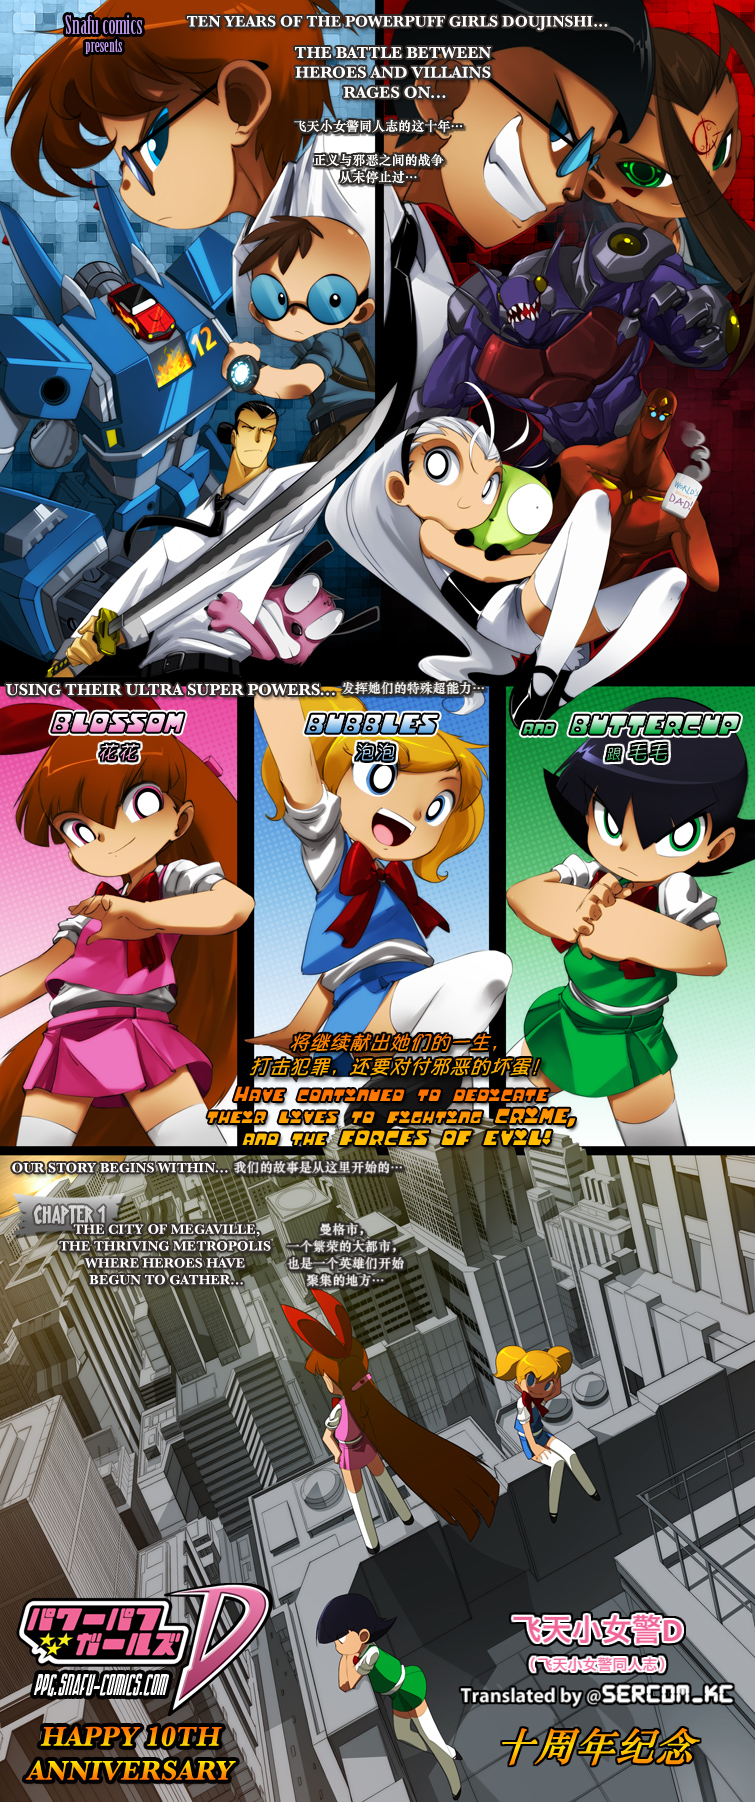 Snafu comics
presents
TEN YEARS OF THE POWERPUFF GIRLS DOUJINSHI...
THE BATTLE BETWEEN
HEROES AND VILLAINS
RAGES ON...
飞天小女警同人志的这十年…
正义与邪恶之间的战争
从未停止过…
12
WORLD'S
DAD!
USING THEIR ULTRA SUPER POWERS... 发挥她们的特殊超能力…
BLOSSOM
花花
BUBBLES
泡泡
AND BUTTERCUP
跟 毛毛
将继续献出她们的一生，
打击犯罪，还要对付邪恶的坏蛋！
HAVE CONTINUED TO DEDICATE
THEIR LIVES TO FIGHTING CRIME,
AND THE FORCES OF EVIL!
OUR STORY BEGINS WITHIN... 我们的故事是从这里开始的…
CHAPTER 1
THE CITY OF MEGAVILLE,
THE THRIVING METROPOLIS
WHERE HEROES HAVE
BEGUN TO GATHER...
曼格市，
一个繁荣的大都市，
也是一个英雄们开始
聚集的地方…
パワーパフ
ガールズ
D
PPG.SNAFU-COMICS.COM
HAPPY 10TH
ANNIVERSARY
飞天小女警D
（飞天小女警同人志）
Translated by @SERCOM_KC
十周年纪念